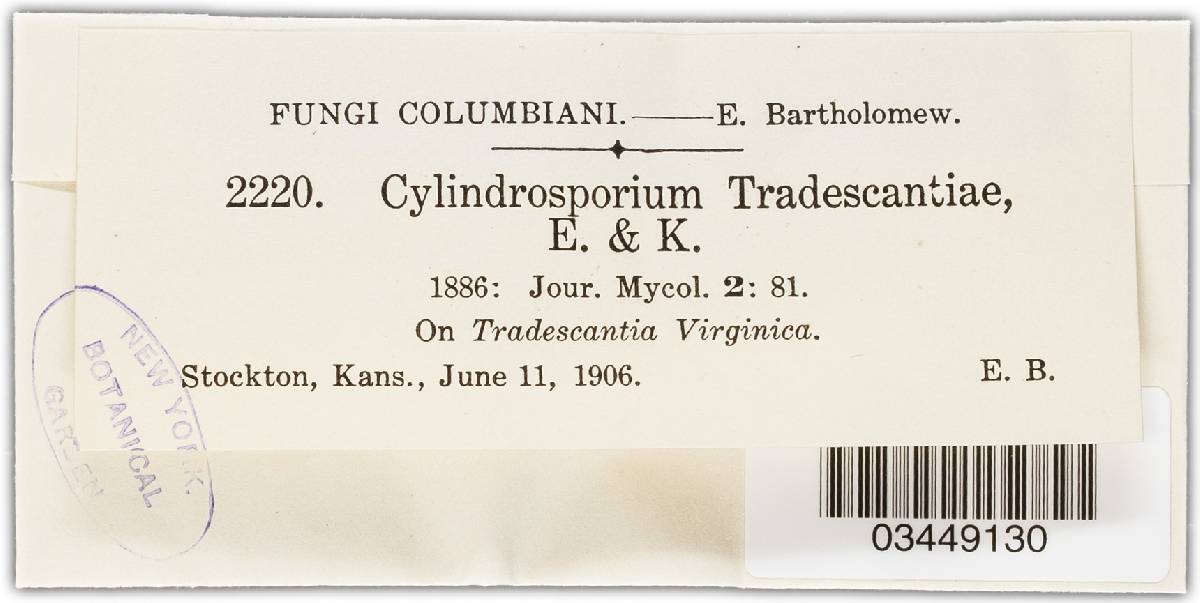 FUNGI COLUMBIANI.——E. Bartholomew.
2220. Cylindrosporium Tradescantiae,
E. & K.
1886: Jour. Mycol. 2: 81.
On Tradescantia Virginica.
Stockton, Kans., June 11, 1906. E. B.
NEW YORK.
BOTANICAL
GARDEN
03449130